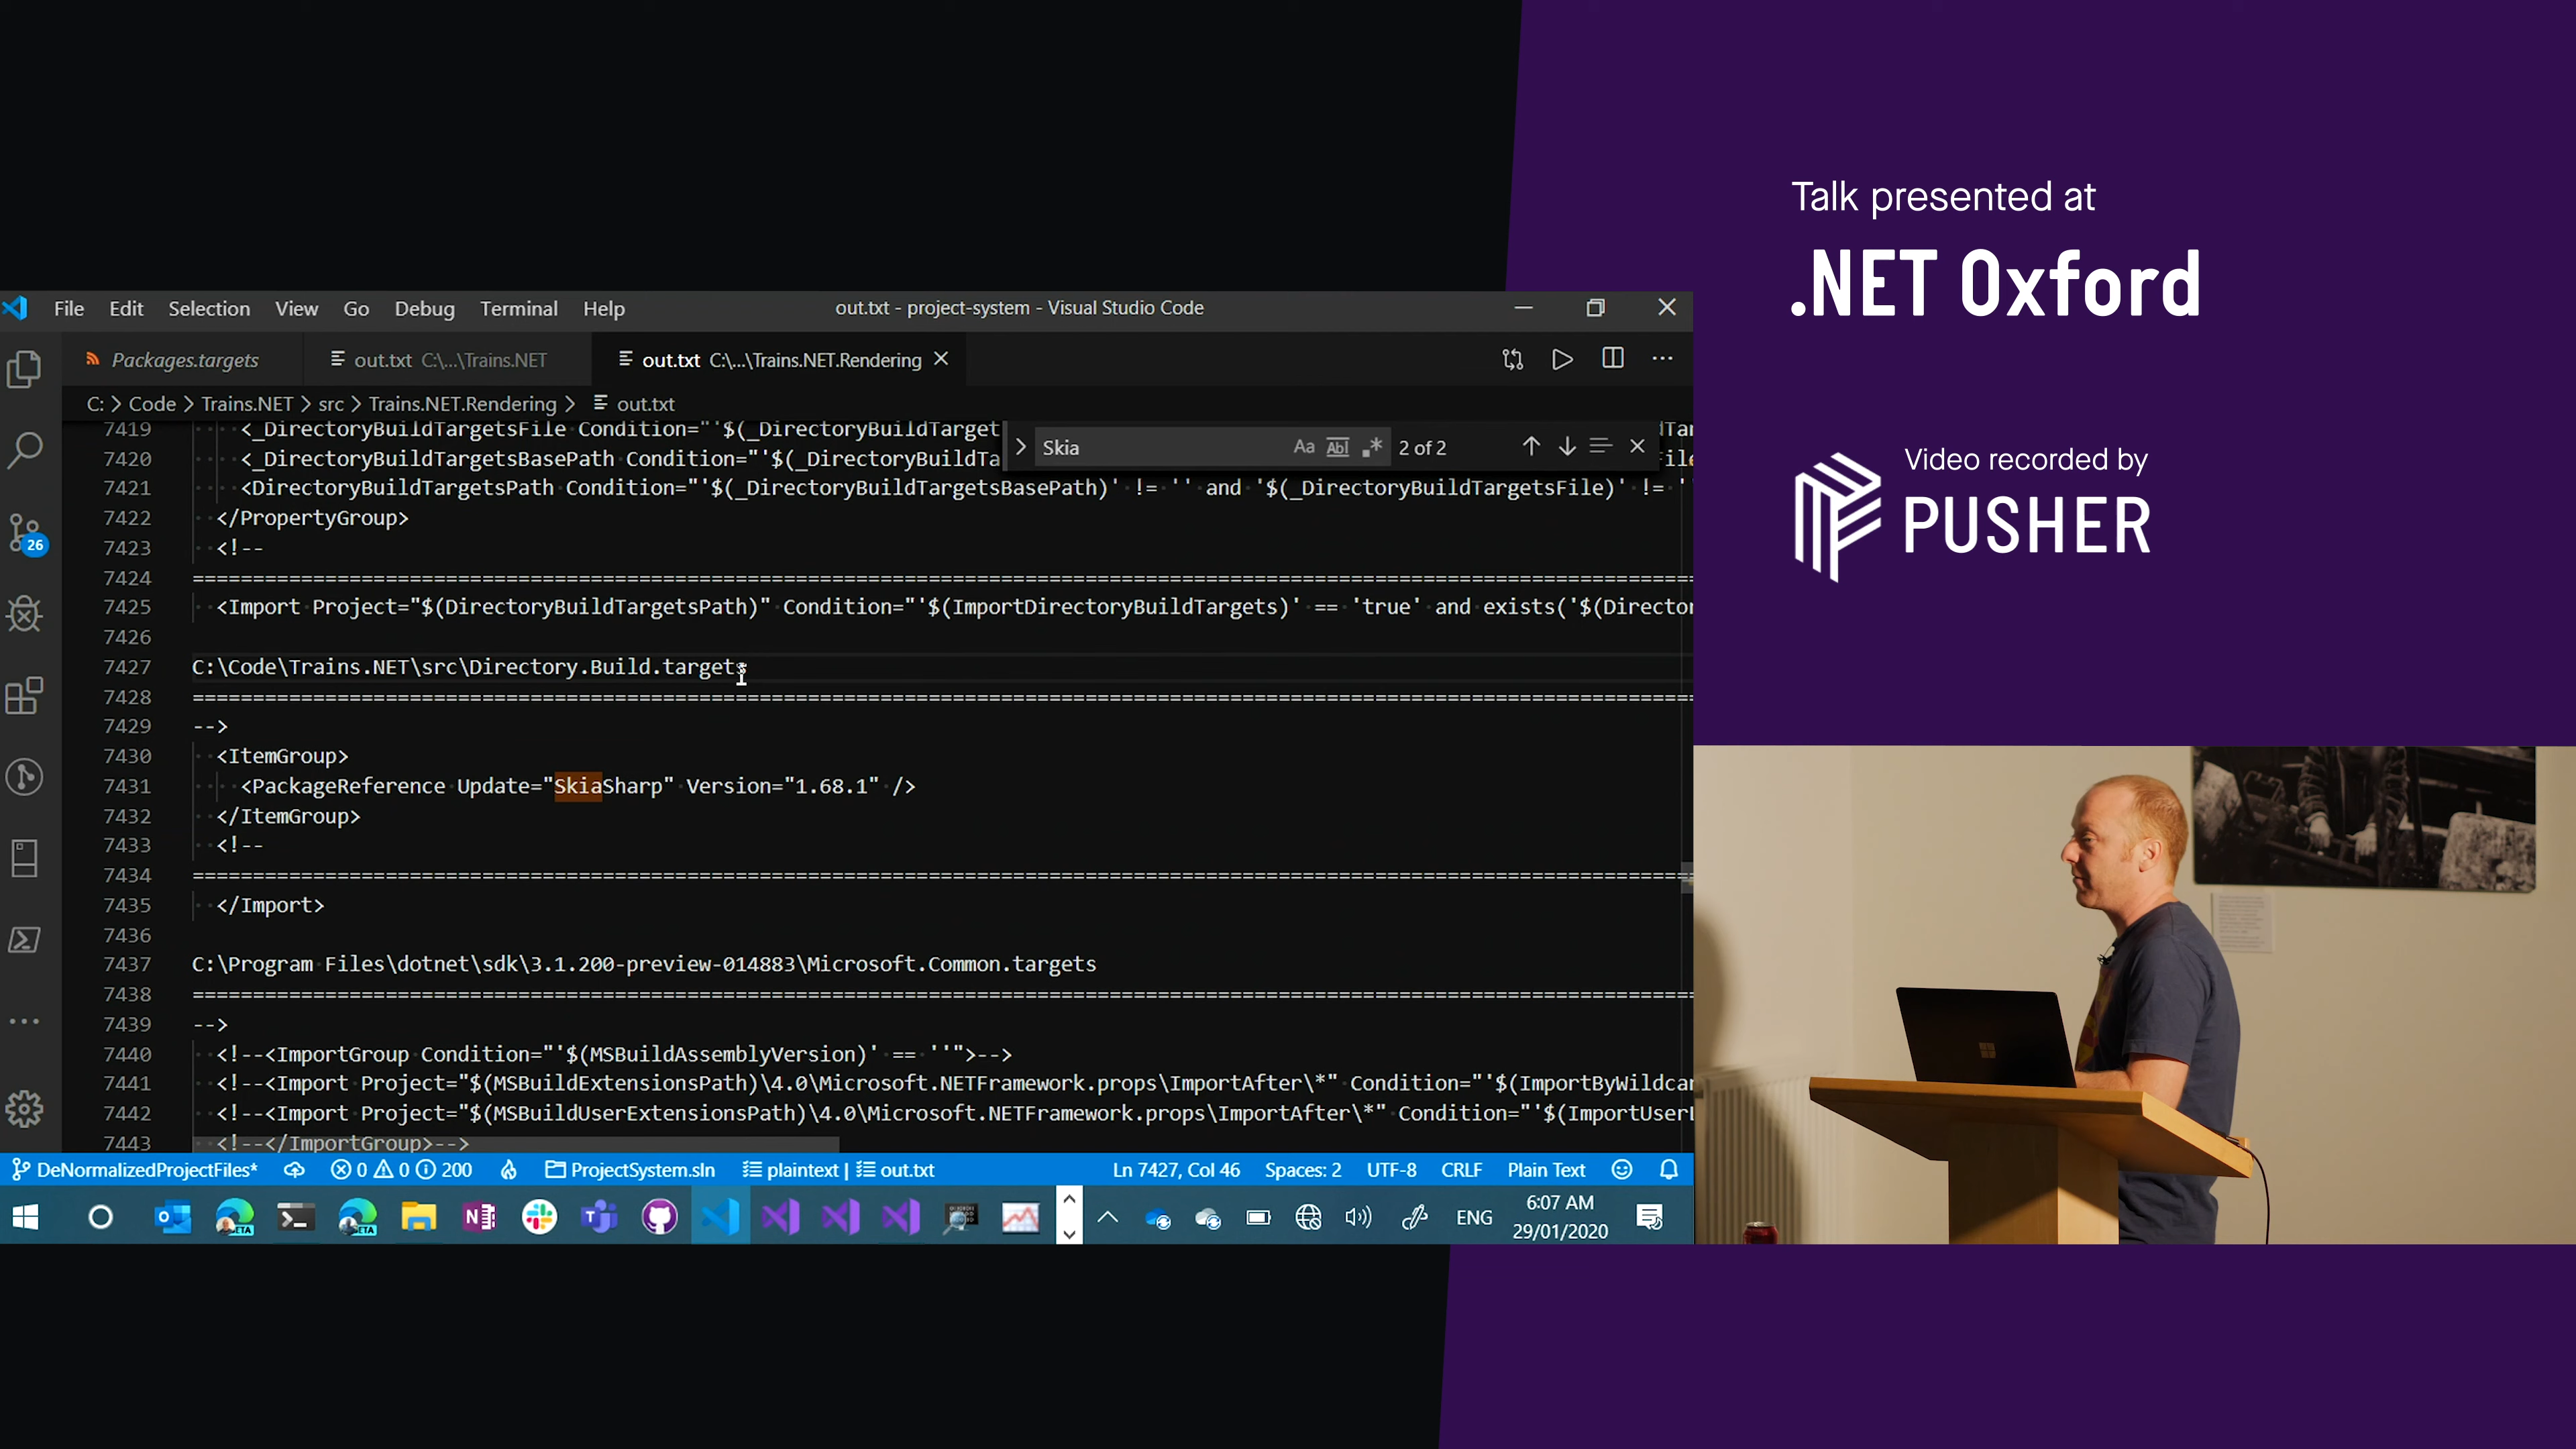 Talk presented at
.NET Oxford
Video recorded by
PUSHER
File Edit Selection View Go Debug Terminal Help
out.txt - project-system - Visual Studio Code
Packages.targets
out.txt C:\...\Trains.NET
out.txt C:\...\Trains.NET.Rendering
C: > Code > Trains.NET > src > Trains.NET.Rendering > out.txt
Skia
Aa Abl .* 2 of 2
7419 <_DirectoryBuildTargetsFile Condition="'$(_DirectoryBuildTarget
7420 <_DirectoryBuildTargetsBasePath Condition="'$(_DirectoryBuildTa
7421 <DirectoryBuildTargetsPath Condition="'$(_DirectoryBuildTargetsBasePath)' != '' and '$(_DirectoryBuildTargetsFile)' != '
7422 </PropertyGroup>
7423 <!--
7424 ================================================================
7425 <Import Project="$(DirectoryBuildTargetsPath)" Condition="'$(ImportDirectoryBuildTargets)' == 'true' and exists('$(Director
7426
7427 C:\Code\Trains.NET\src\Directory.Build.targets
7428 ================================================================
7429 -->
7430 <ItemGroup>
7431 <PackageReference Update="SkiaSharp" Version="1.68.1" />
7432 </ItemGroup>
7433 <!--
7434 ================================================================
7435 </Import>
7436
7437 C:\Program Files\dotnet\sdk\3.1.200-preview-014883\Microsoft.Common.targets
7438 ================================================================
7439 -->
7440 <!--<ImportGroup Condition="'$(MSBuildAssemblyVersion)' == ''">-->
7441 <!--<Import Project="$(MSBuildExtensionsPath)\4.0\Microsoft.NETFramework.props\ImportAfter\*" Condition="'$(ImportByWildca
7442 <!--<Import Project="$(MSBuildUserExtensionsPath)\4.0\Microsoft.NETFramework.props\ImportAfter\*" Condition="'$(ImportUserL
7443 <!--</ImportGroup>-->
26
DeNormalizedProjectFiles* 0 0 200 ProjectSystem.sln plaintext | out.txt Ln 7427, Col 46 Spaces: 2 UTF-8 CRLF Plain Text
ENG
6:07 AM
29/01/2020